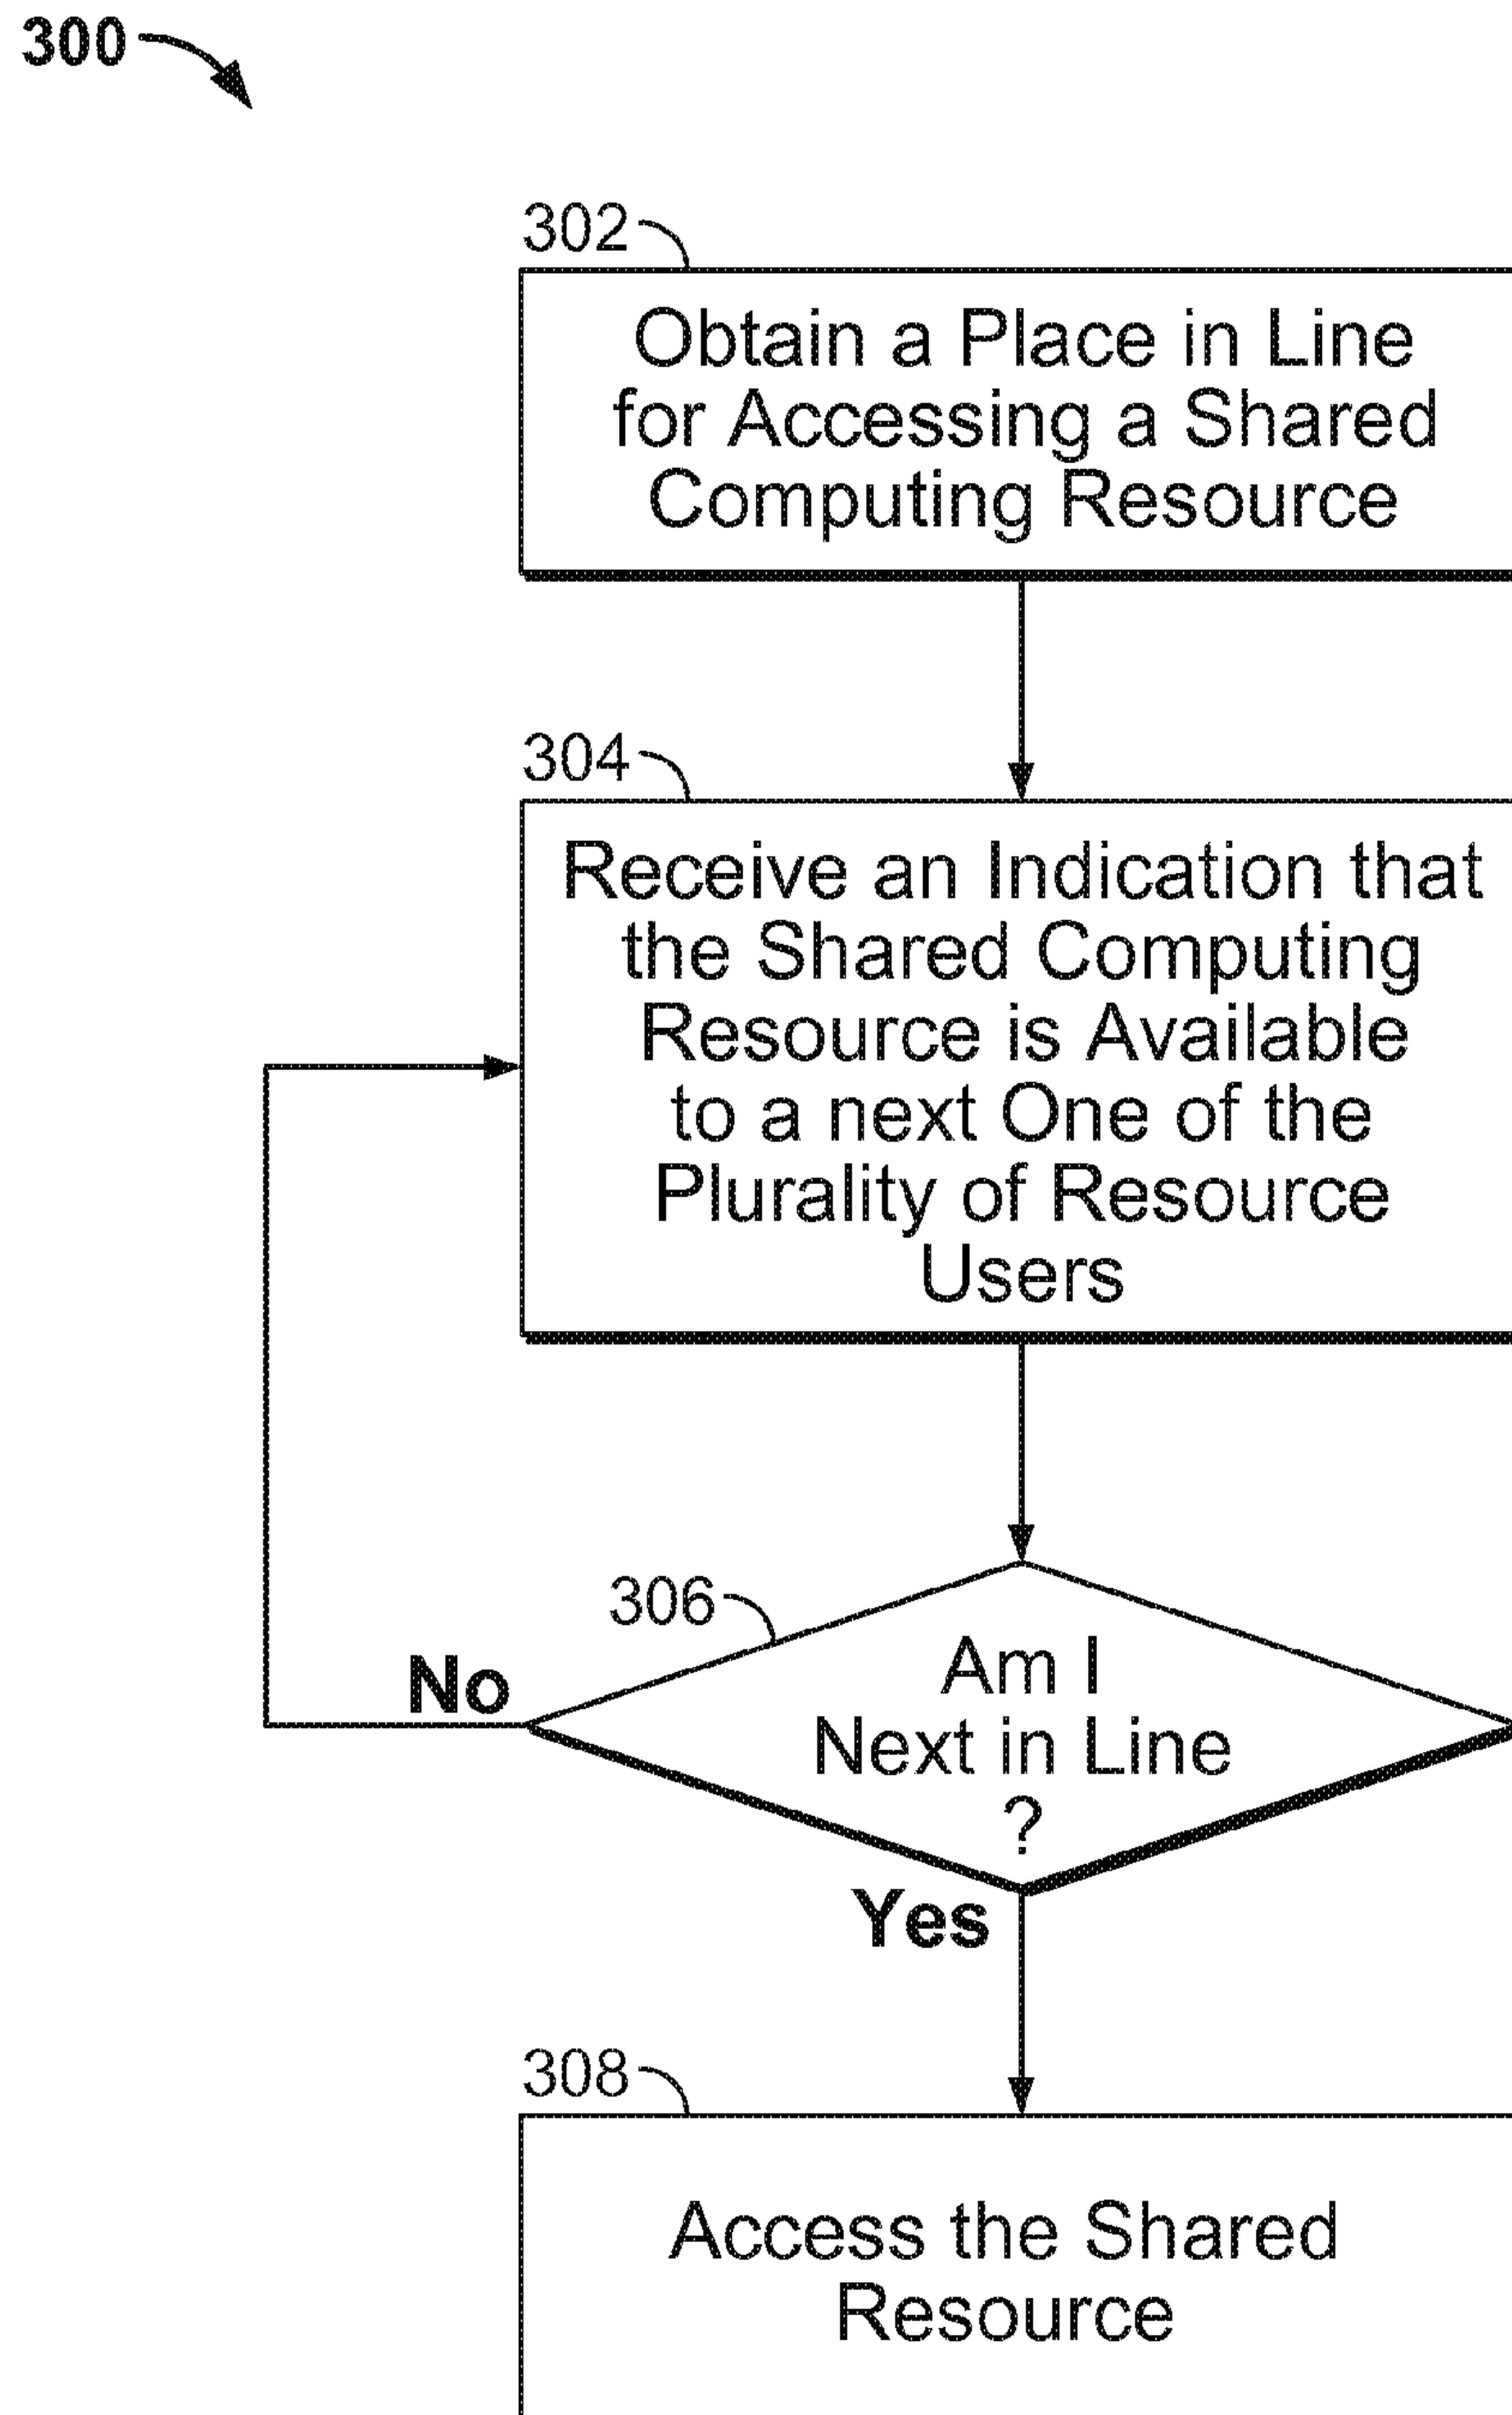 300
302
Obtain a Place in Line
for Accessing a Shared
Computing Resource
304
Receive an Indication that
the Shared Computing
Resource is Available
to a next One of the
Plurality of Resource
Users
306
Am I
Next in Line
?
No
Yes
308
Access the Shared
Resource